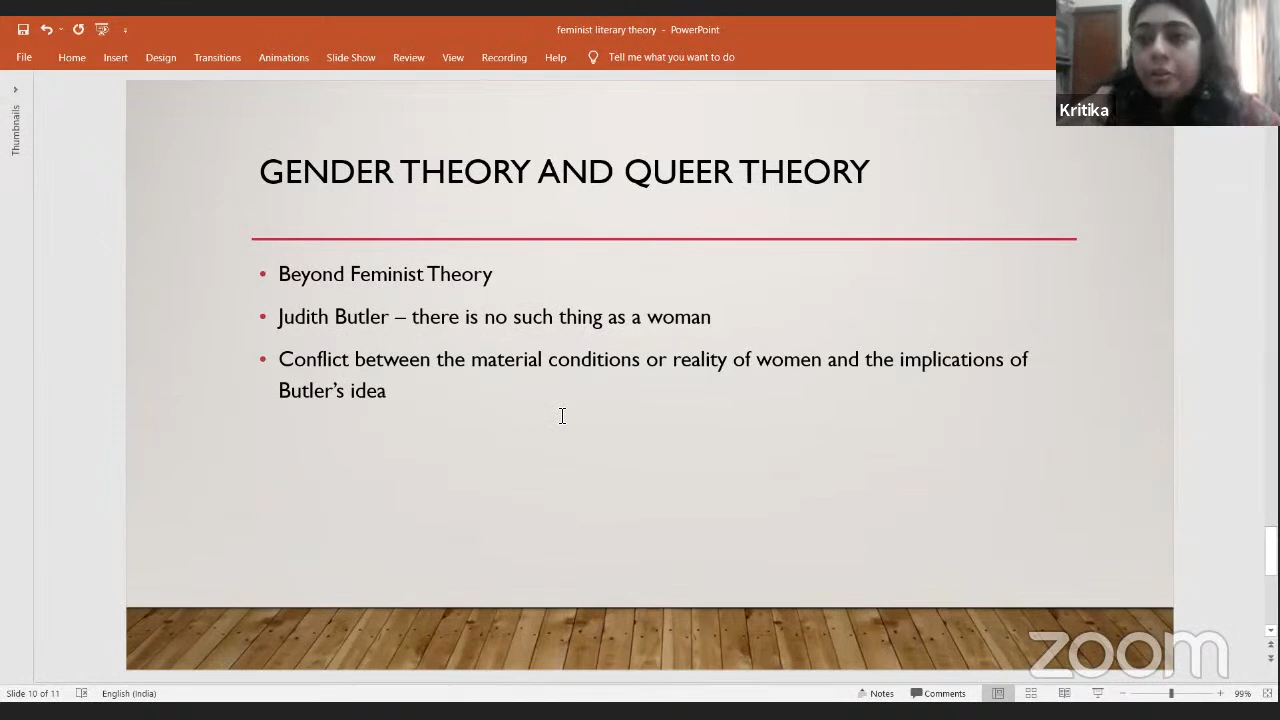 feminist literary theory - PowerPoint
File Home Insert Design Transitions Animations Slide Show Review View Recording Help Tell me what you want to do
Kritika
Thumbnails
GENDER THEORY AND QUEER THEORY
• Beyond Feminist Theory
• Judith Butler – there is no such thing as a woman
• Conflict between the material conditions or reality of women and the implications of
Butler's idea
zoom
Slide 10 of 11 English (India) Notes Comments 99%